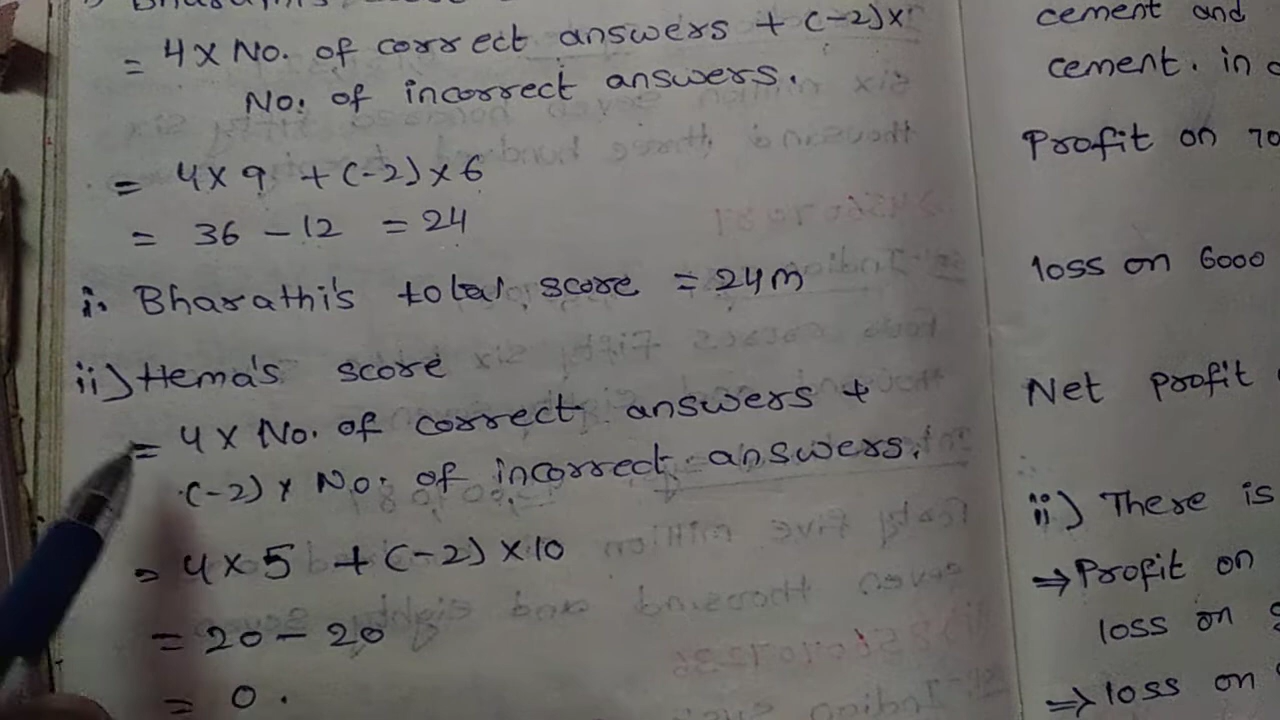 = 4 x No. of correct answers + (-2) x
No. of incorrect answers.
= 4 x 9 + (-2) x 6
= 36 - 12 = 24
i. Bharathi's total score = 24m
ii) Hema's score
= 4 x No. of correct answers +
(-2) x No. of incorrect answers.
= 4 x 5 + (-2) x 10
= 20 - 20
= 0.
cement and
cement. in
Profit on 70
loss on 6000
Net profit
ii) There is
⇒ Profit on
loss on
⇒ loss on